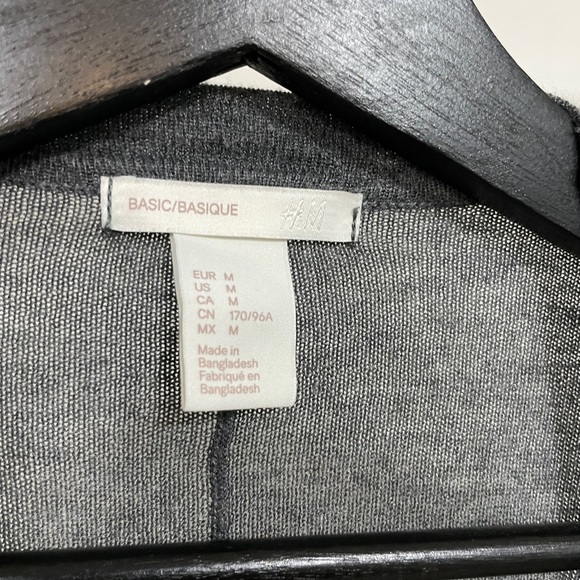 BASIC/BASIQUE H&M
EUR M
US M
CA M
CN 170/96A
MX M
Made in
Bangladesh
Fabriqué en
Bangladesh